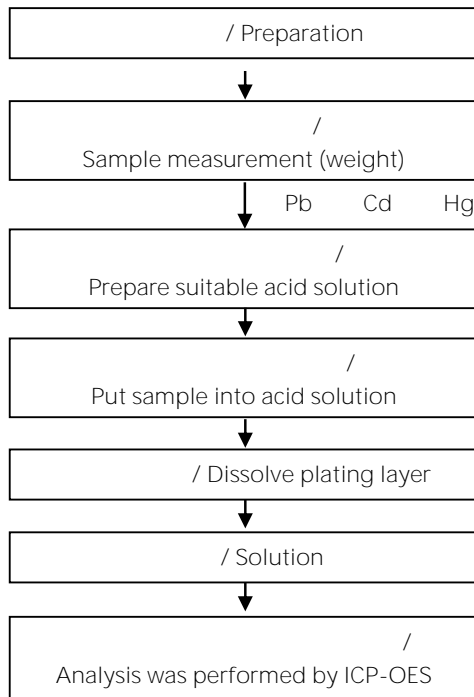 / Preparation
/
Sample measurement (weight)
Pb Cd Hg
/
Prepare suitable acid solution
/
Put sample into acid solution
/ Dissolve plating layer
/ Solution
/
Analysis was performed by ICP-OES